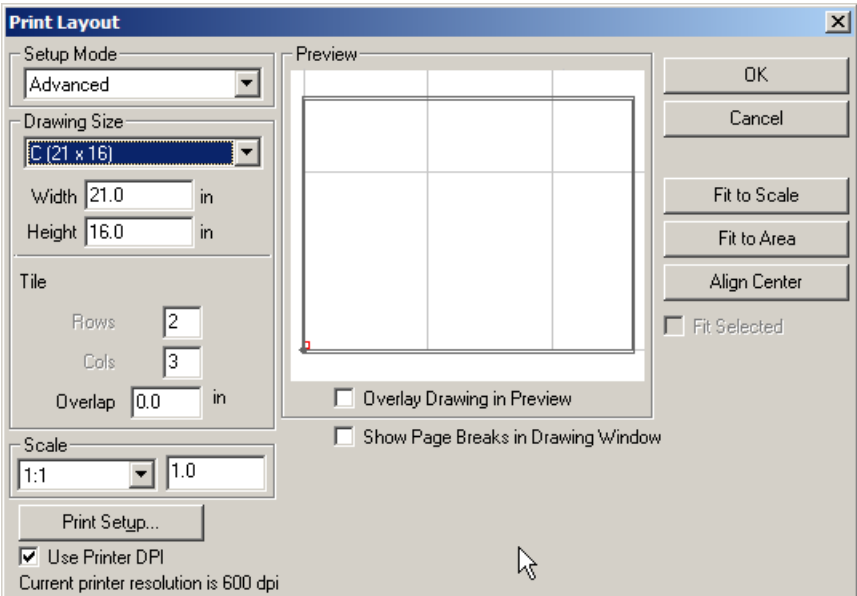 Print Layout
Setup Mode
Advanced
Drawing Size
C (21 x 16)
Width 21.0 in
Height 16.0 in
Tile
Rows 2
Cols 3
Overlap 0.0 in
Scale
1:1 1.0
Print Setup...
Use Printer DPI
Current printer resolution is 600 dpi
Preview
Overlay Drawing in Preview
Show Page Breaks in Drawing Window
OK
Cancel
Fit to Scale
Fit to Area
Align Center
Fit Selected